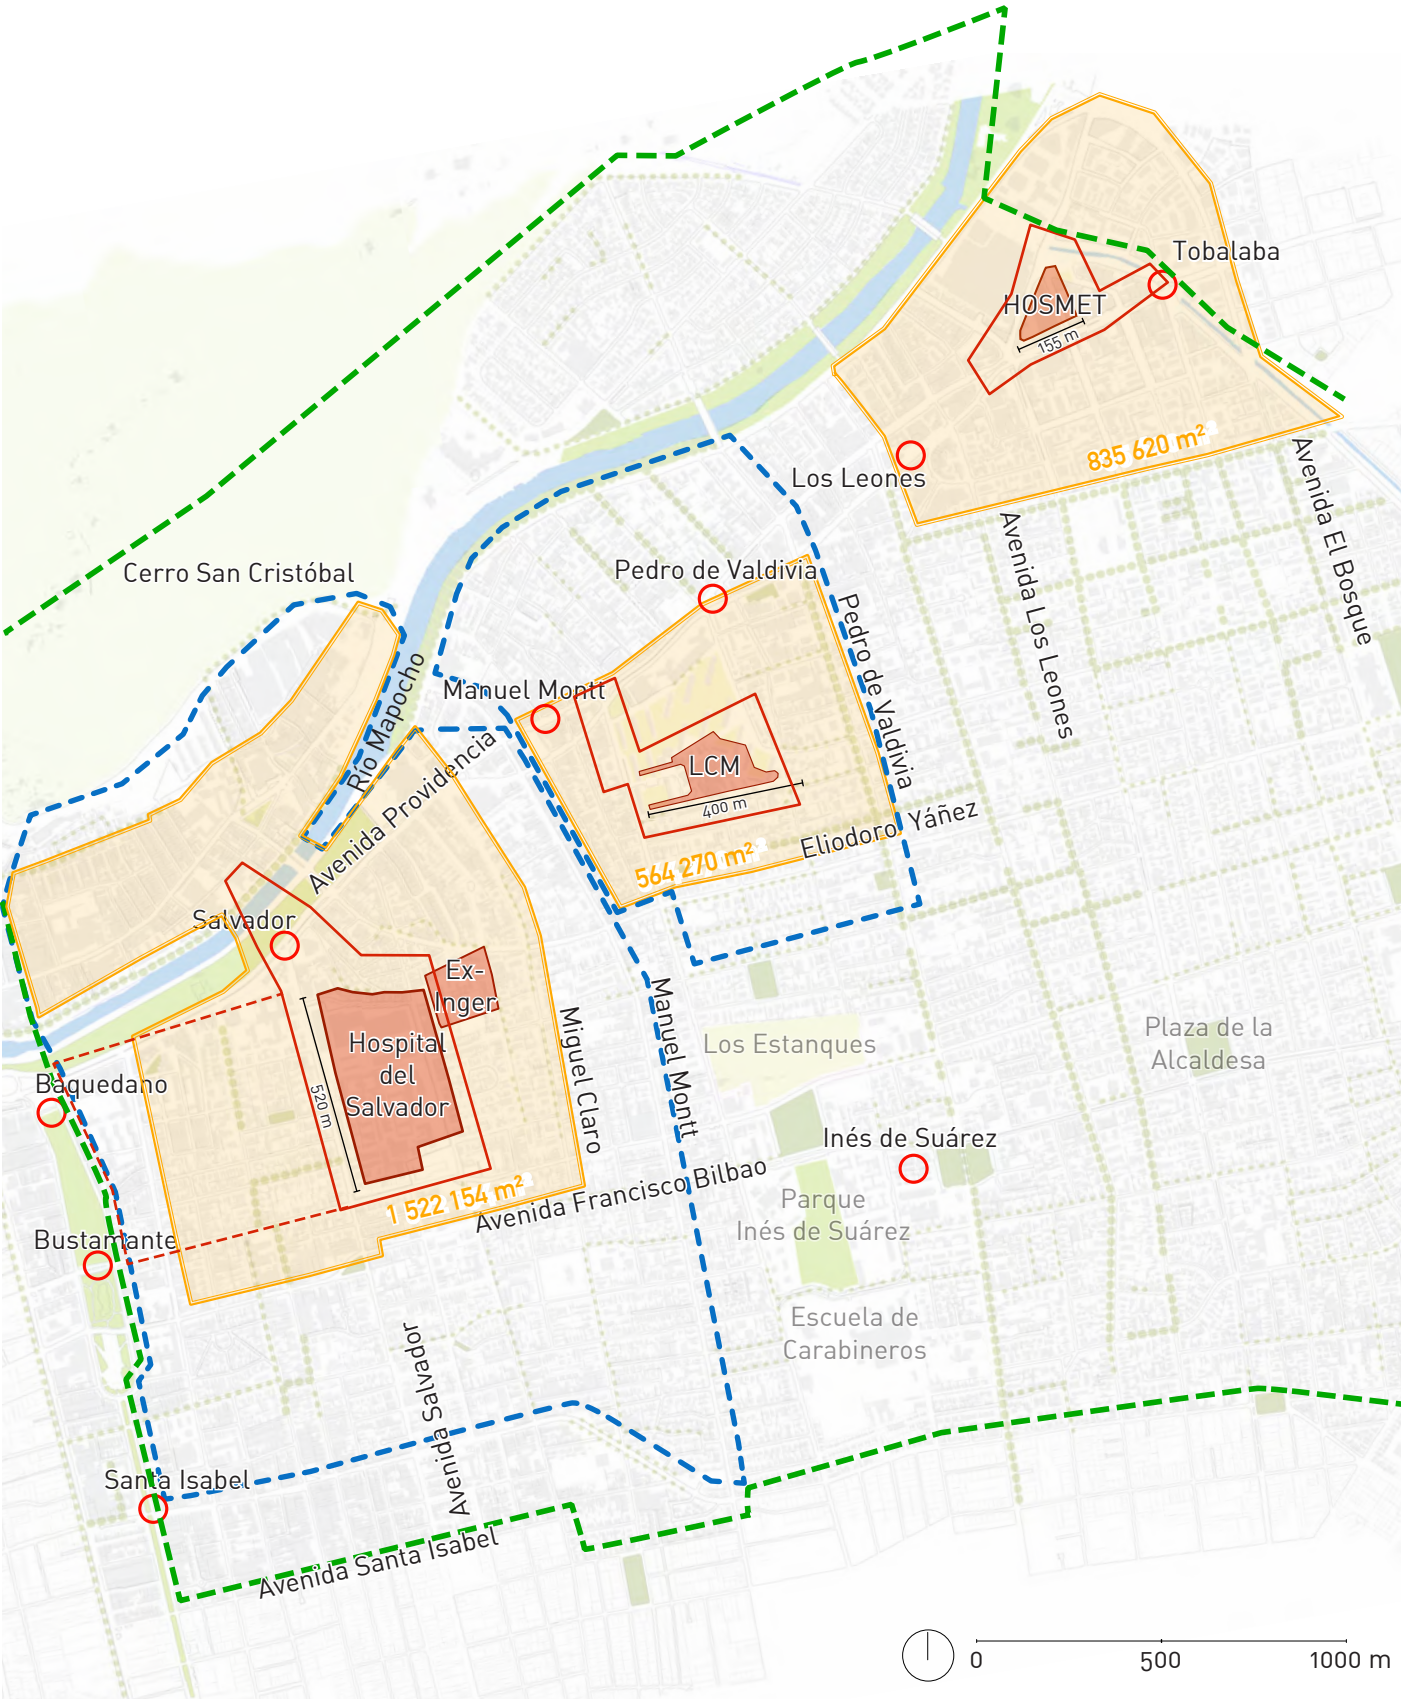 Tobalaba
HOSMET
155 m
835 620 m²
Los Leones
Avenida El Bosque
Avenida Los Leones
Cerro San Cristóbal
Pedro de Valdivia
Pedro de Valdivia
Río Mapocho
Manuel Montt
Avenida Providencia
LCM
400 m
Eliodoro Yáñez
564 270 m²
Salvador
Ex-
Inger
Hospital
del
Salvador
520 m
Miguel Claro
Manuel Montt
Los Estanques
Plaza de la
Alcaldesa
Baquedano
Inés de Suárez
1 522 154 m²
Avenida Francisco Bilbao
Parque
Inés de Suárez
Bustamante
Escuela de
Carabineros
Avenida Salvador
Santa Isabel
Avenida Santa Isabel
0
500
1000 m